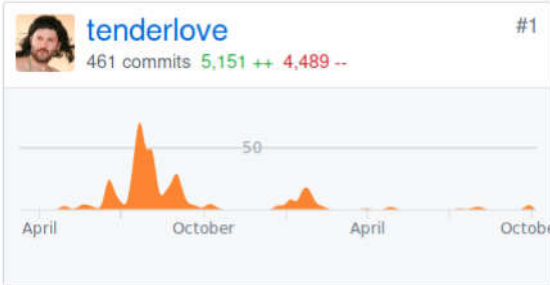 tenderlove
#1
461 commits 5,151 ++ 4,489 --
50
April October April Octobe